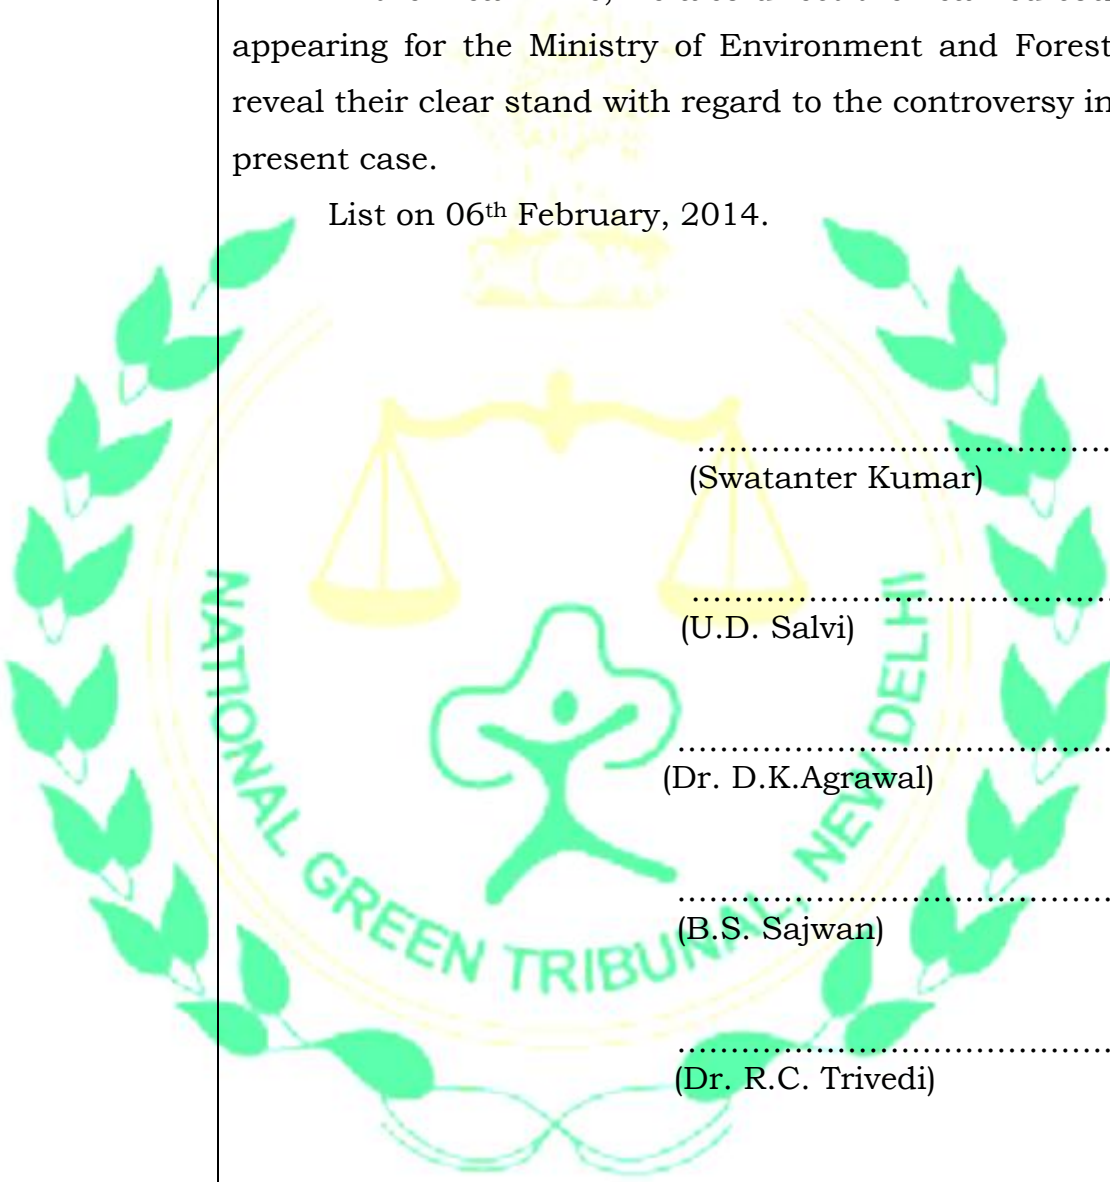 appearing for the Ministry of Environment and Forest
reveal their clear stand with regard to the controversy in
present case.
List on 06th February, 2014.
(Swatanter Kumar)
(U.D. Salvi)
(Dr. D.K.Agrawal)
(B.S. Sajwan)
(Dr. R.C. Trivedi)
NATIONAL GREEN TRIBUNAL, NEW DELHI